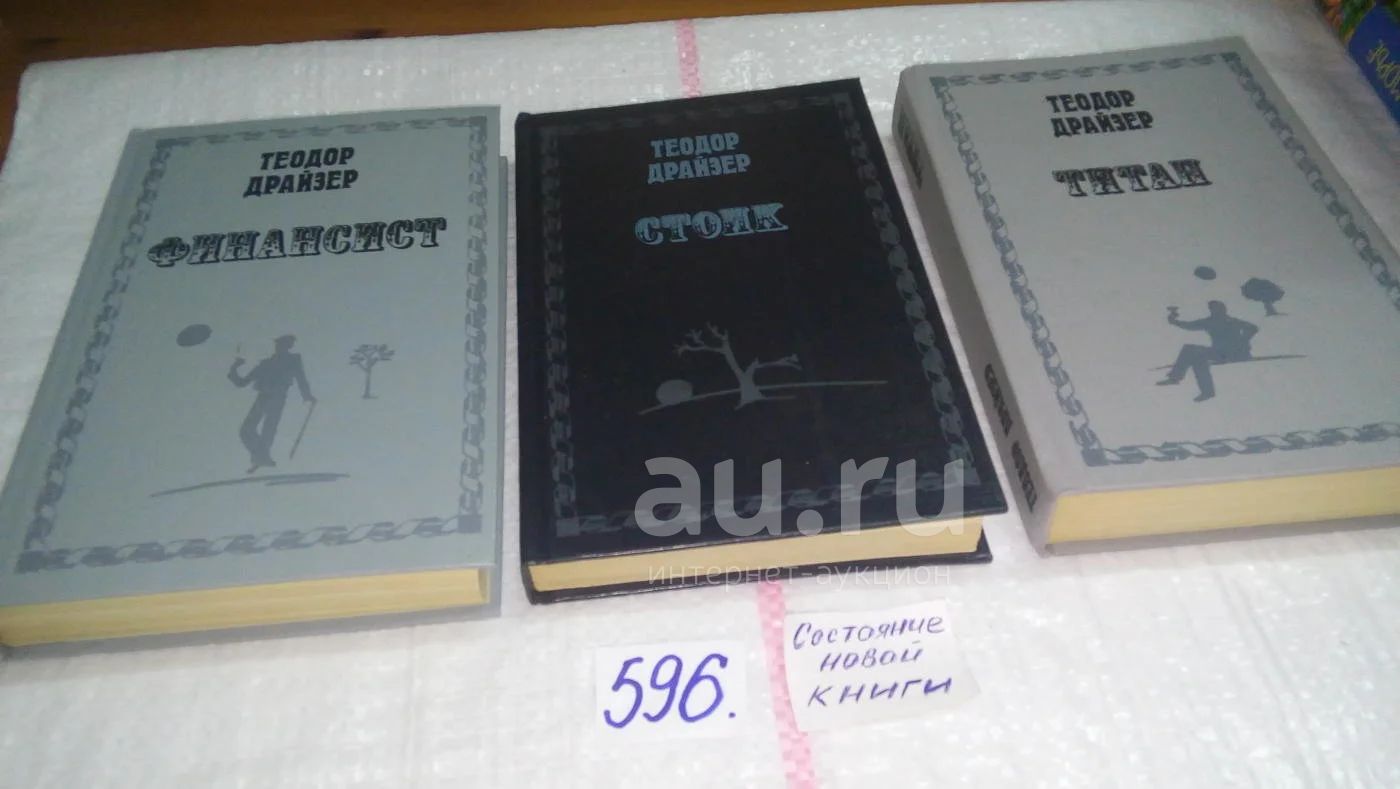 ТЕОДОР
ДРАЙЗЕР
ФИНАНСИСТ
ТЕОДОР
ДРАЙЗЕР
СТОИК
ТЕОДОР
ДРАЙЗЕР
ТИТАН
au.ru
интернет-аукцион
596.
Состояние
новой
книги